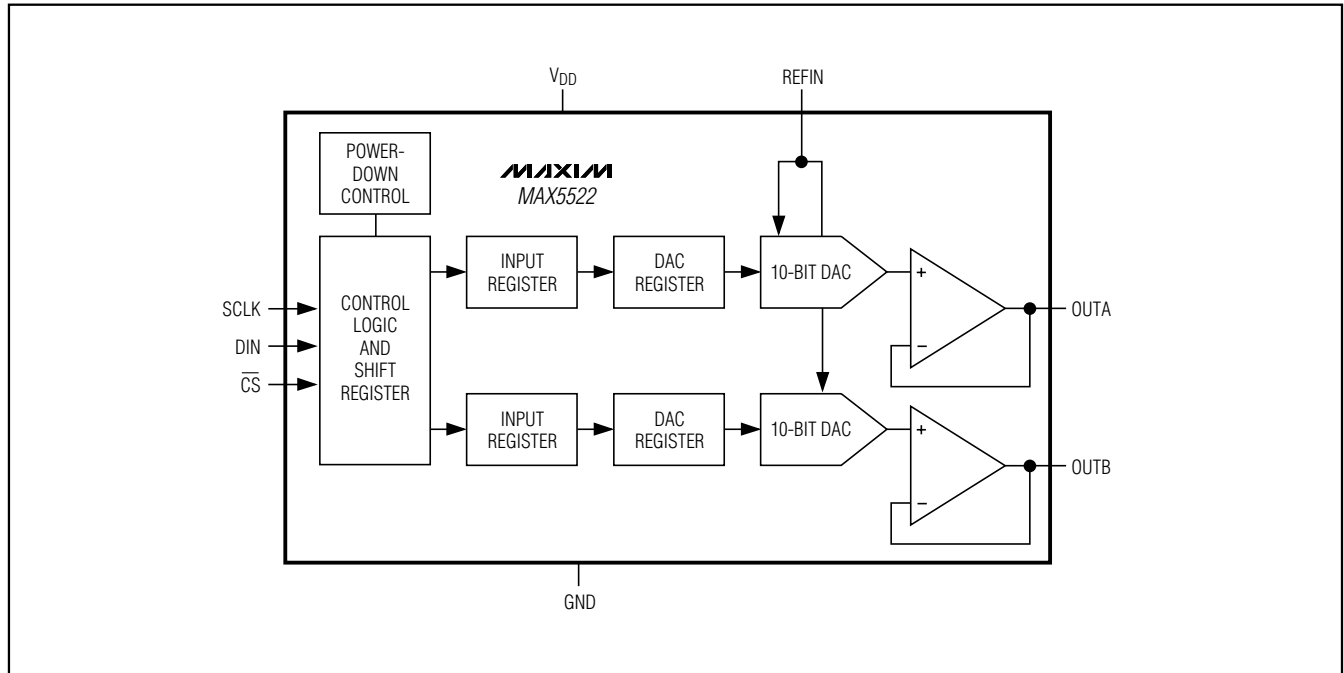 V_DD
REFIN
POWER-
DOWN
CONTROL
MAXIM
MAX5522
CONTROL
LOGIC
AND
SHIFT
REGISTER
INPUT
REGISTER
DAC
REGISTER
10-BIT DAC
+
−
SCLK
DIN
C̅S̅
OUTA
INPUT
REGISTER
DAC
REGISTER
10-BIT DAC
+
−
OUTB
GND